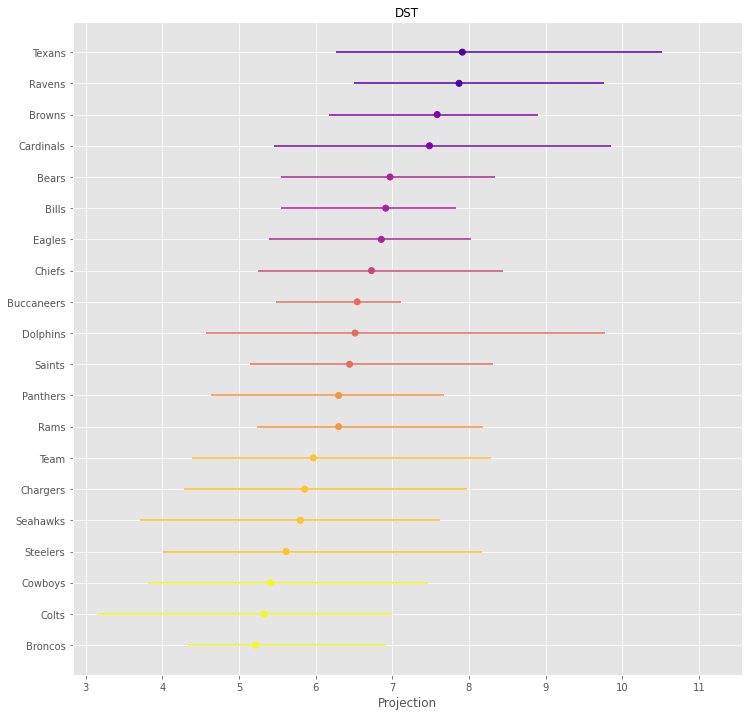 DST
Texans
Ravens
Browns
Cardinals
Bears
Bills
Eagles
Chiefs
Buccaneers
Dolphins
Saints
Panthers
Rams
Team
Chargers
Seahawks
Steelers
Cowboys
Colts
Broncos
3 4 5 6 7 8 9 10 11
Projection